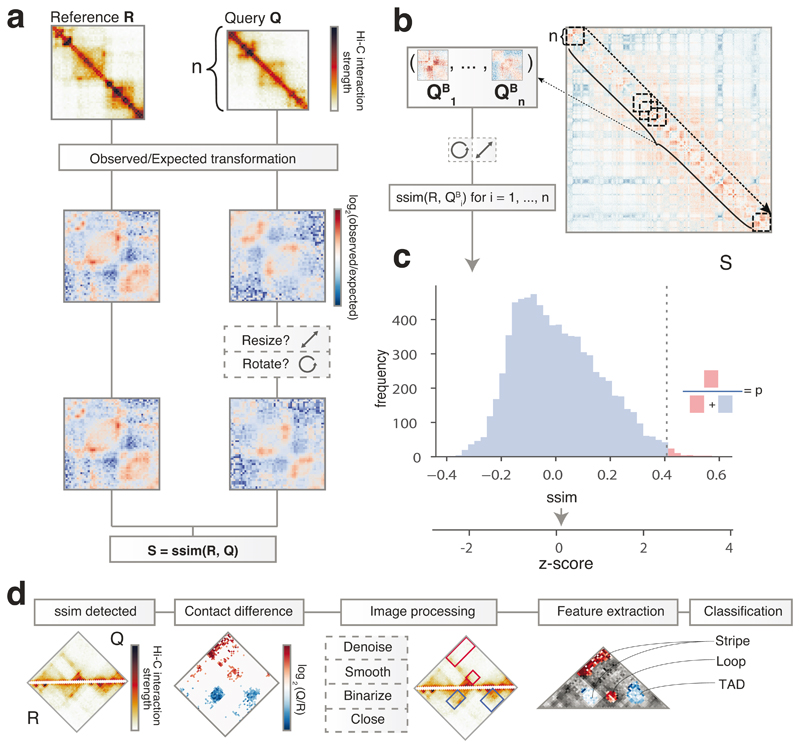 a
Reference R
Query Q
n
Hi-C interaction
strength
Observed/Expected transformation
log2(observed/expected)
Resize?
Rotate?
S = ssim(R, Q)
b
n
( , ... , )
QB1
QBn
ssim(R, QBi) for i = 1, ..., n
c
S
frequency
400
300
200
100
0
−0.4 −0.2 0.0 0.2 0.4 0.6
ssim
+
= p
-2 0 2 4
z-score
d
ssim detected
Contact difference
Image processing
Feature extraction
Classification
Q
R
Hi-C interaction
strength
log2 (Q/R)
Denoise
Smooth
Binarize
Close
Stripe
Loop
TAD